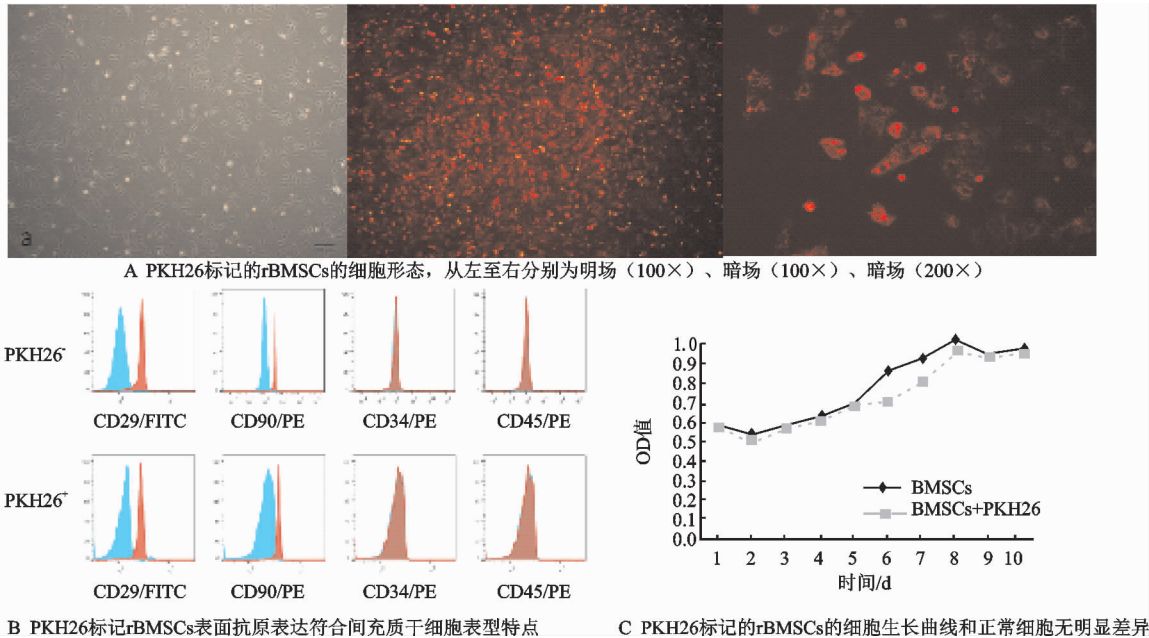 A PKH26标记的rBMSCs的细胞形态，从左至右分别为明场（100×）、暗场（100×）、暗场（200×）
PKH26-
CD29/FITC
CD90/PE
CD34/PE
CD45/PE
PKH26+
CD29/FITC
CD90/PE
CD34/PE
CD45/PE
B PKH26标记rBMSCs表面抗原表达符合间充质于细胞表型特点
OD值
1.0
0.9
0.8
0.7
0.6
0.5
0.4
0.3
0.2
0.1
0.0
BMSCs
BMSCs+PKH26
1 2 3 4 5 6 7 8 9 10
时间/d
C PKH26标记的rBMSCs的细胞生长曲线和正常细胞无明显差异